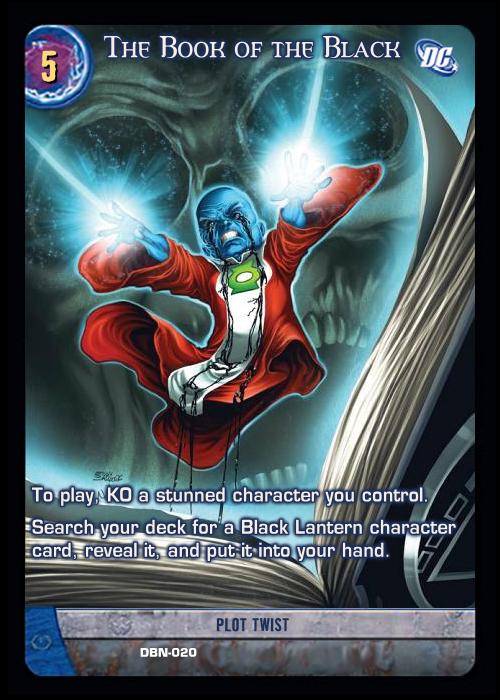 5
The Book of the Black
DC
To play, KO a stunned character you control.
Search your deck for a Black Lantern character
card, reveal it, and put it into your hand.
PLOT TWIST
DBN-020